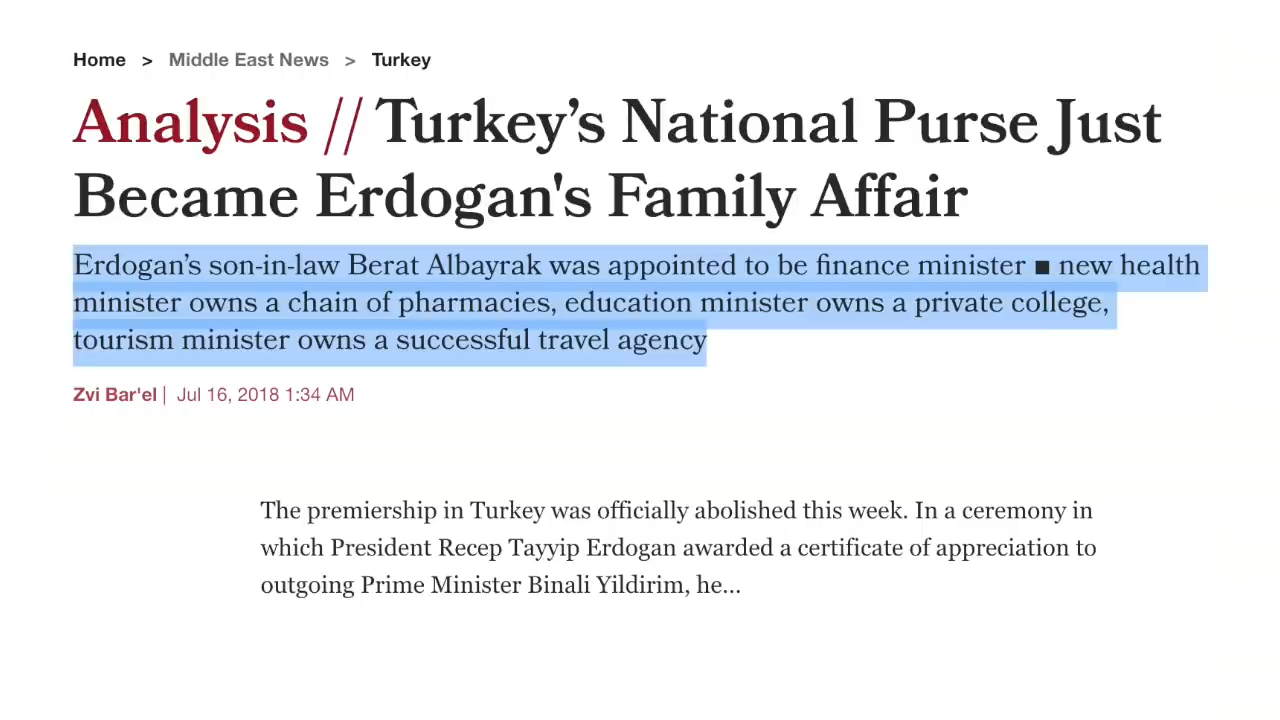 Home > Middle East News > Turkey
Analysis // Turkey’s National Purse Just
Became Erdogan's Family Affair
Erdogan’s son-in-law Berat Albayrak was appointed to be finance minister ■ new health
minister owns a chain of pharmacies, education minister owns a private college,
tourism minister owns a successful travel agency
Zvi Bar'el | Jul 16, 2018 1:34 AM
The premiership in Turkey was officially abolished this week. In a ceremony in
which President Recep Tayyip Erdogan awarded a certificate of appreciation to
outgoing Prime Minister Binali Yildirim, he...